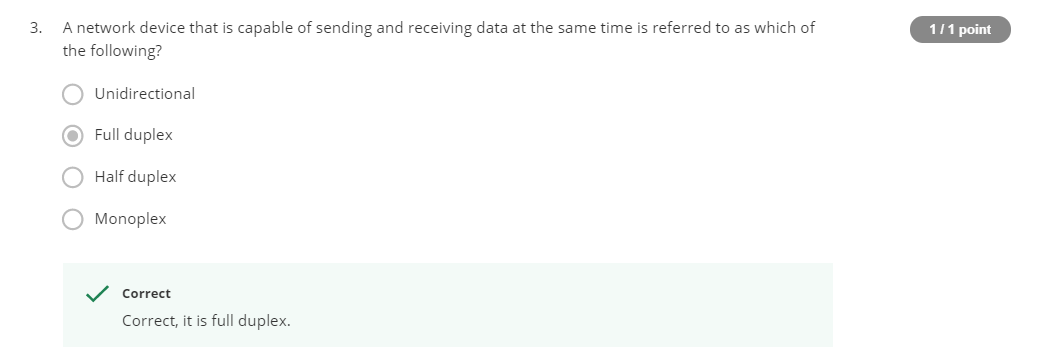 3. A network device that is capable of sending and receiving data at the same time is referred to as which of
the following?
1 / 1 point
Unidirectional
Full duplex
Half duplex
Monoplex
Correct
Correct, it is full duplex.